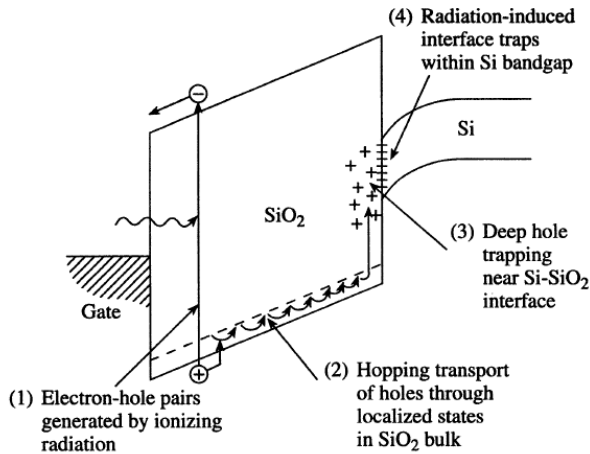 (4) Radiation-induced
interface traps
within Si bandgap
Si
SiO₂
(3) Deep hole
trapping
near Si-SiO₂
interface
Gate
(1) Electron-hole pairs
generated by ionizing
radiation
(2) Hopping transport
of holes through
localized states
in SiO₂ bulk